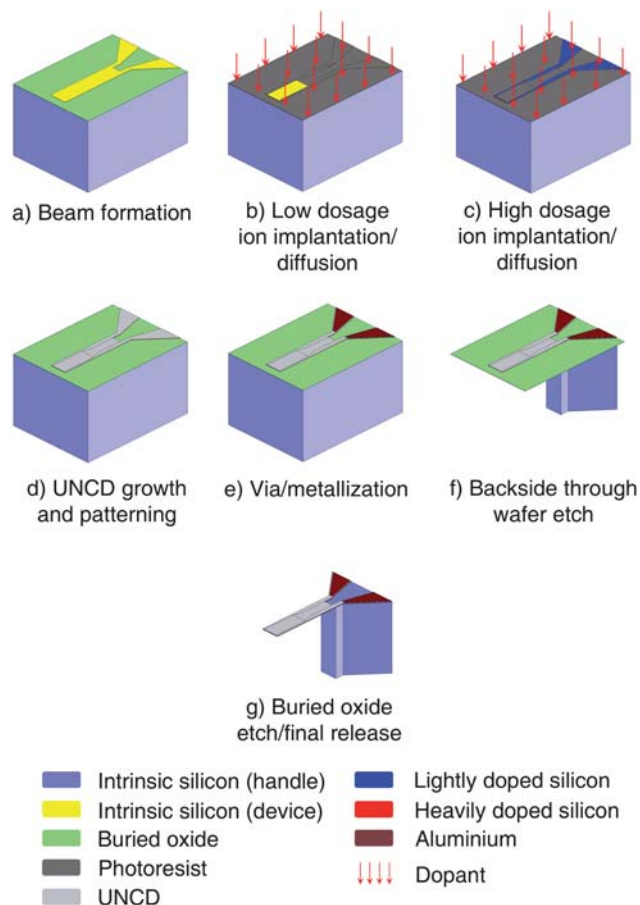 a) Beam formation
b) Low dosage
ion implantation/
diffusion
c) High dosage
ion implantation/
diffusion
d) UNCD growth
and patterning
e) Via/metallization
f) Backside through
wafer etch
g) Buried oxide
etch/final release
Intrinsic silicon (handle)
Intrinsic silicon (device)
Buried oxide
Photoresist
UNCD
Lightly doped silicon
Heavily doped silicon
Aluminium
Dopant